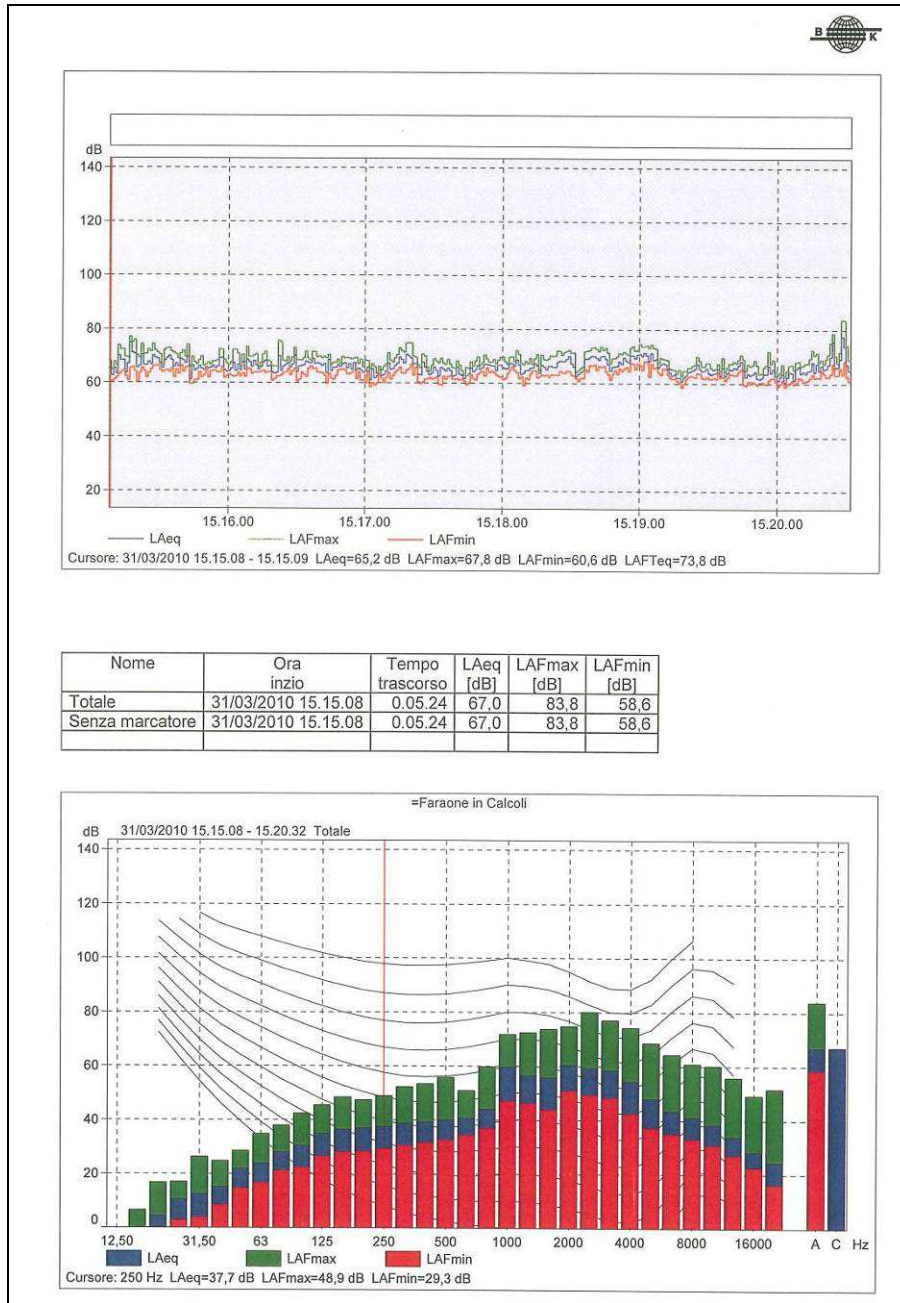 B K
dB
140
120
100
80
60
40
20
15.16.00 15.17.00 15.18.00 15.19.00 15.20.00
LAeq LAFmax LAFmin
Cursore: 31/03/2010 15.15.08 - 15.15.09 LAeq=65,2 dB LAFmax=67,8 dB LAFmin=60,6 dB LAFTeq=73,8 dB
Nome Ora inzio Tempo trascorso LAeq [dB] LAFmax [dB] LAFmin [dB]
Totale 31/03/2010 15.15.08 0.05.24 67,0 83,8 58,6
Senza marcatore 31/03/2010 15.15.08 0.05.24 67,0 83,8 58,6
=Faraone in Calcoli
dB 31/03/2010 15.15.08 - 15.20.32 Totale
140
120
100
80
60
40
20
0
12,50 31,50 63 125 250 500 1000 2000 4000 8000 16000 A C Hz
LAeq LAFmax LAFmin
Cursore: 250 Hz LAeq=37,7 dB LAFmax=48,9 dB LAFmin=29,3 dB